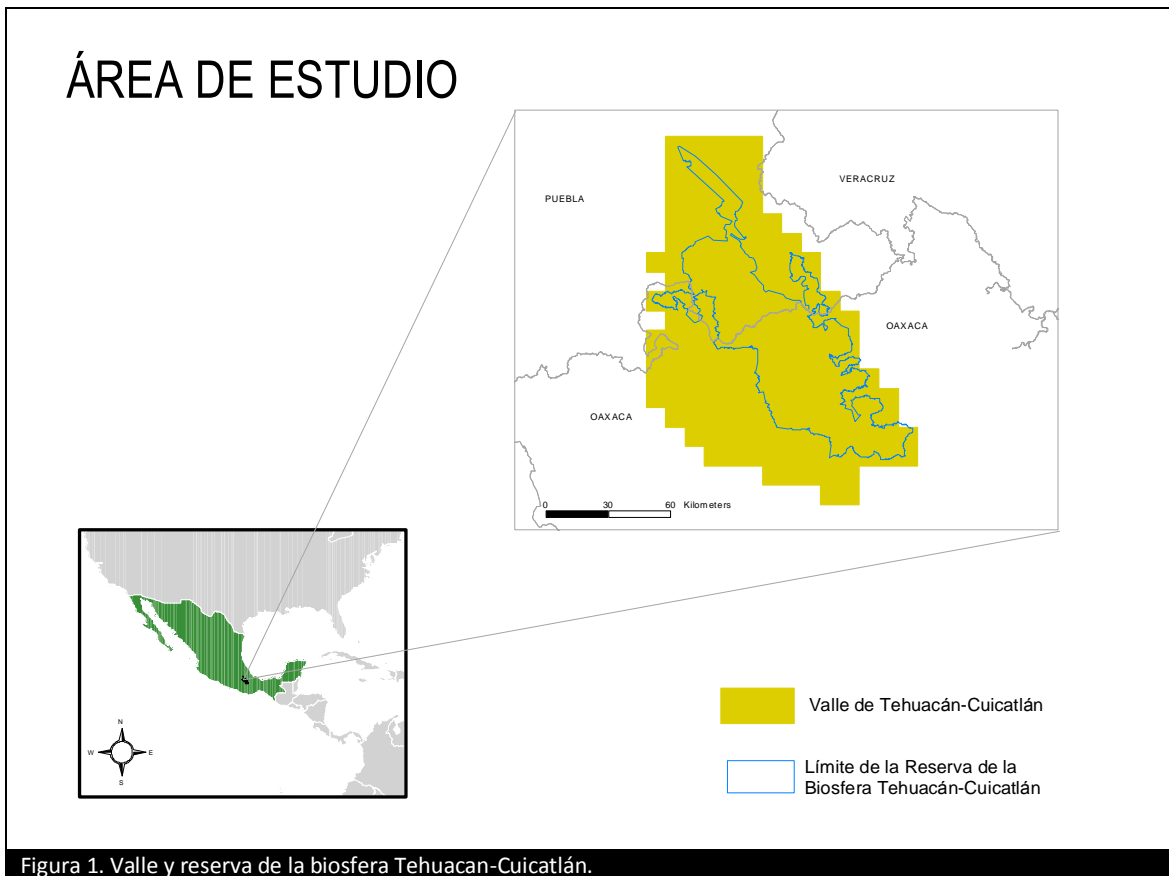 ÁREA DE ESTUDIO
PUEBLA
VERACRUZ
OAXACA
OAXACA
0 30 60 Kilometers
N
W E
S
Valle de Tehuacán-Cuicatlán
Límite de la Reserva de la
Biosfera Tehuacán-Cuicatlán
Figura 1. Valle y reserva de la biosfera Tehuacan-Cuicatlán.